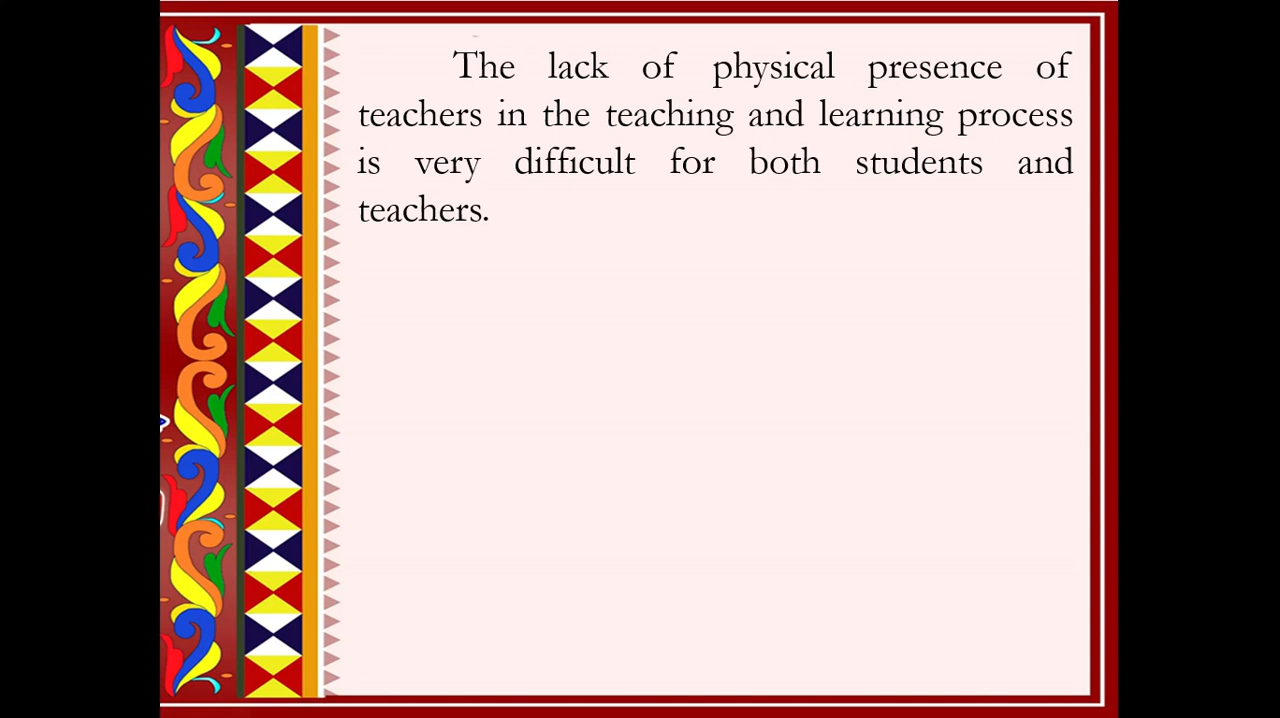 The lack of physical presence of
teachers in the teaching and learning process
is very difficult for both students and
teachers.